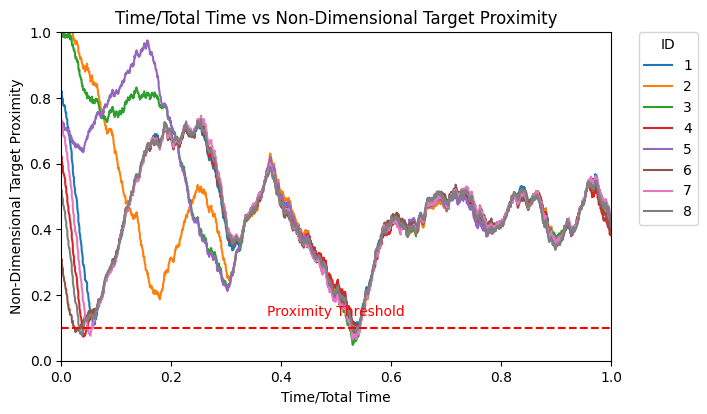 Time/Total Time vs Non-Dimensional Target Proximity
Non-Dimensional Target Proximity
1.0
0.8
0.6
0.4
0.2
0.0
Proximity Threshold
0.0 0.2 0.4 0.6 0.8 1.0
Time/Total Time
ID
1
2
3
4
5
6
7
8